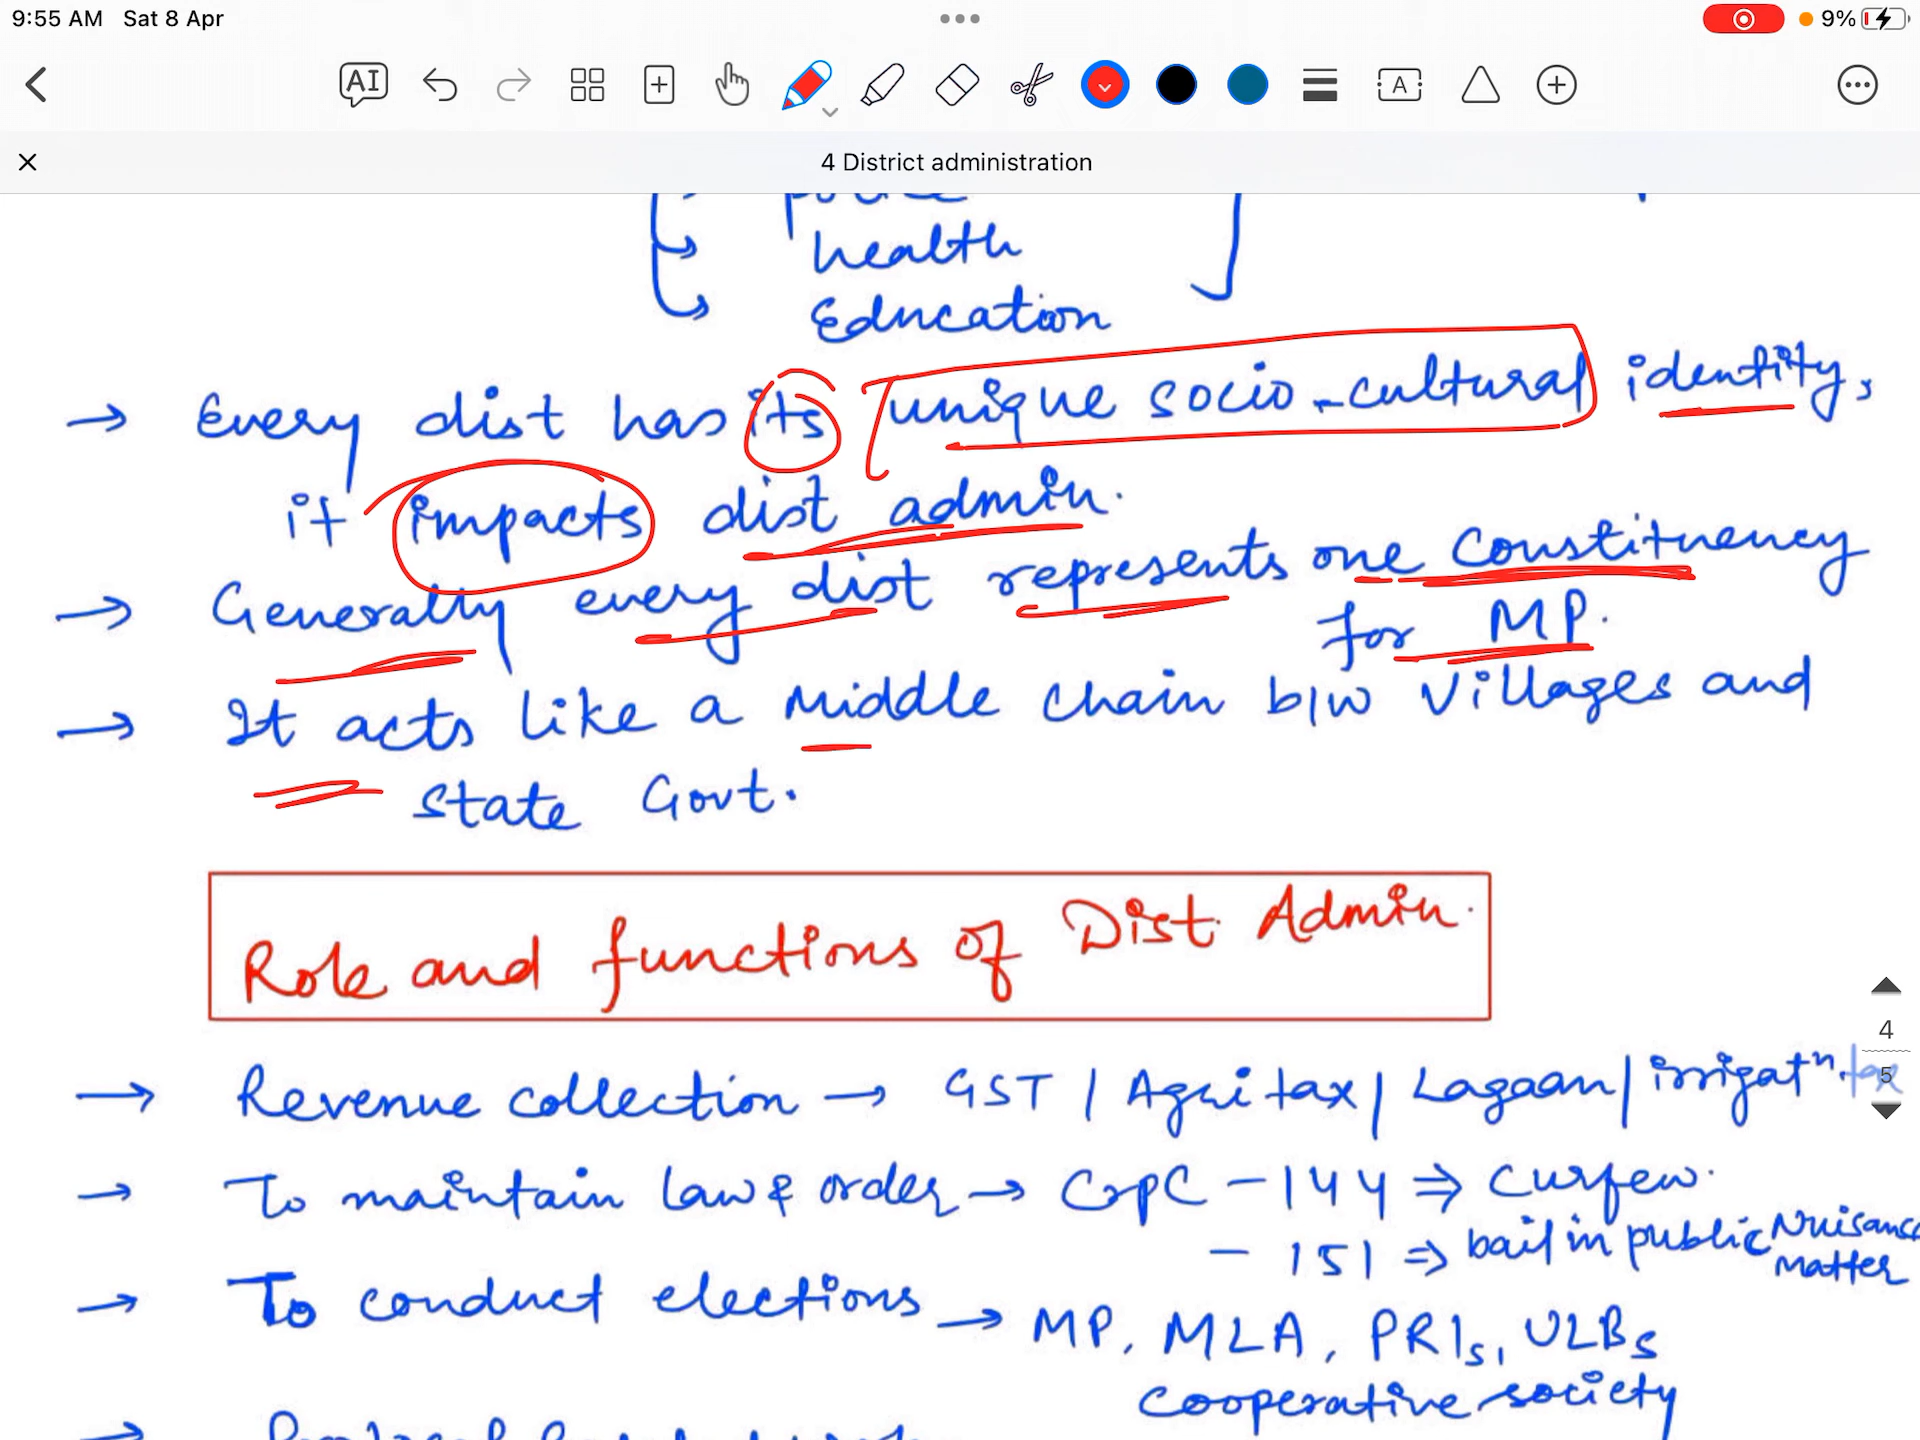 9:55 AM Sat 8 Apr
9%
AI
A
4 District administration
health
Education
→ Every dist has its unique socio-cultural identity,
it impacts dist admin.
→ Generally every dist represents one Constituency
for MP.
→ It acts like a Middle chain b/w Villages and
State Govt.
Role and functions of Dist. Admin.
4
5
→ Revenue collection → GST / Agri tax / Lagaan / irrigatⁿ. tax
→ To maintain law & order → CrpC - 144 ⇒ Curfew.
- 151 ⇒ bail in public Nuisance
Matter
→ To conduct elections → MP, MLA, PRIs, ULBs
Cooperative society